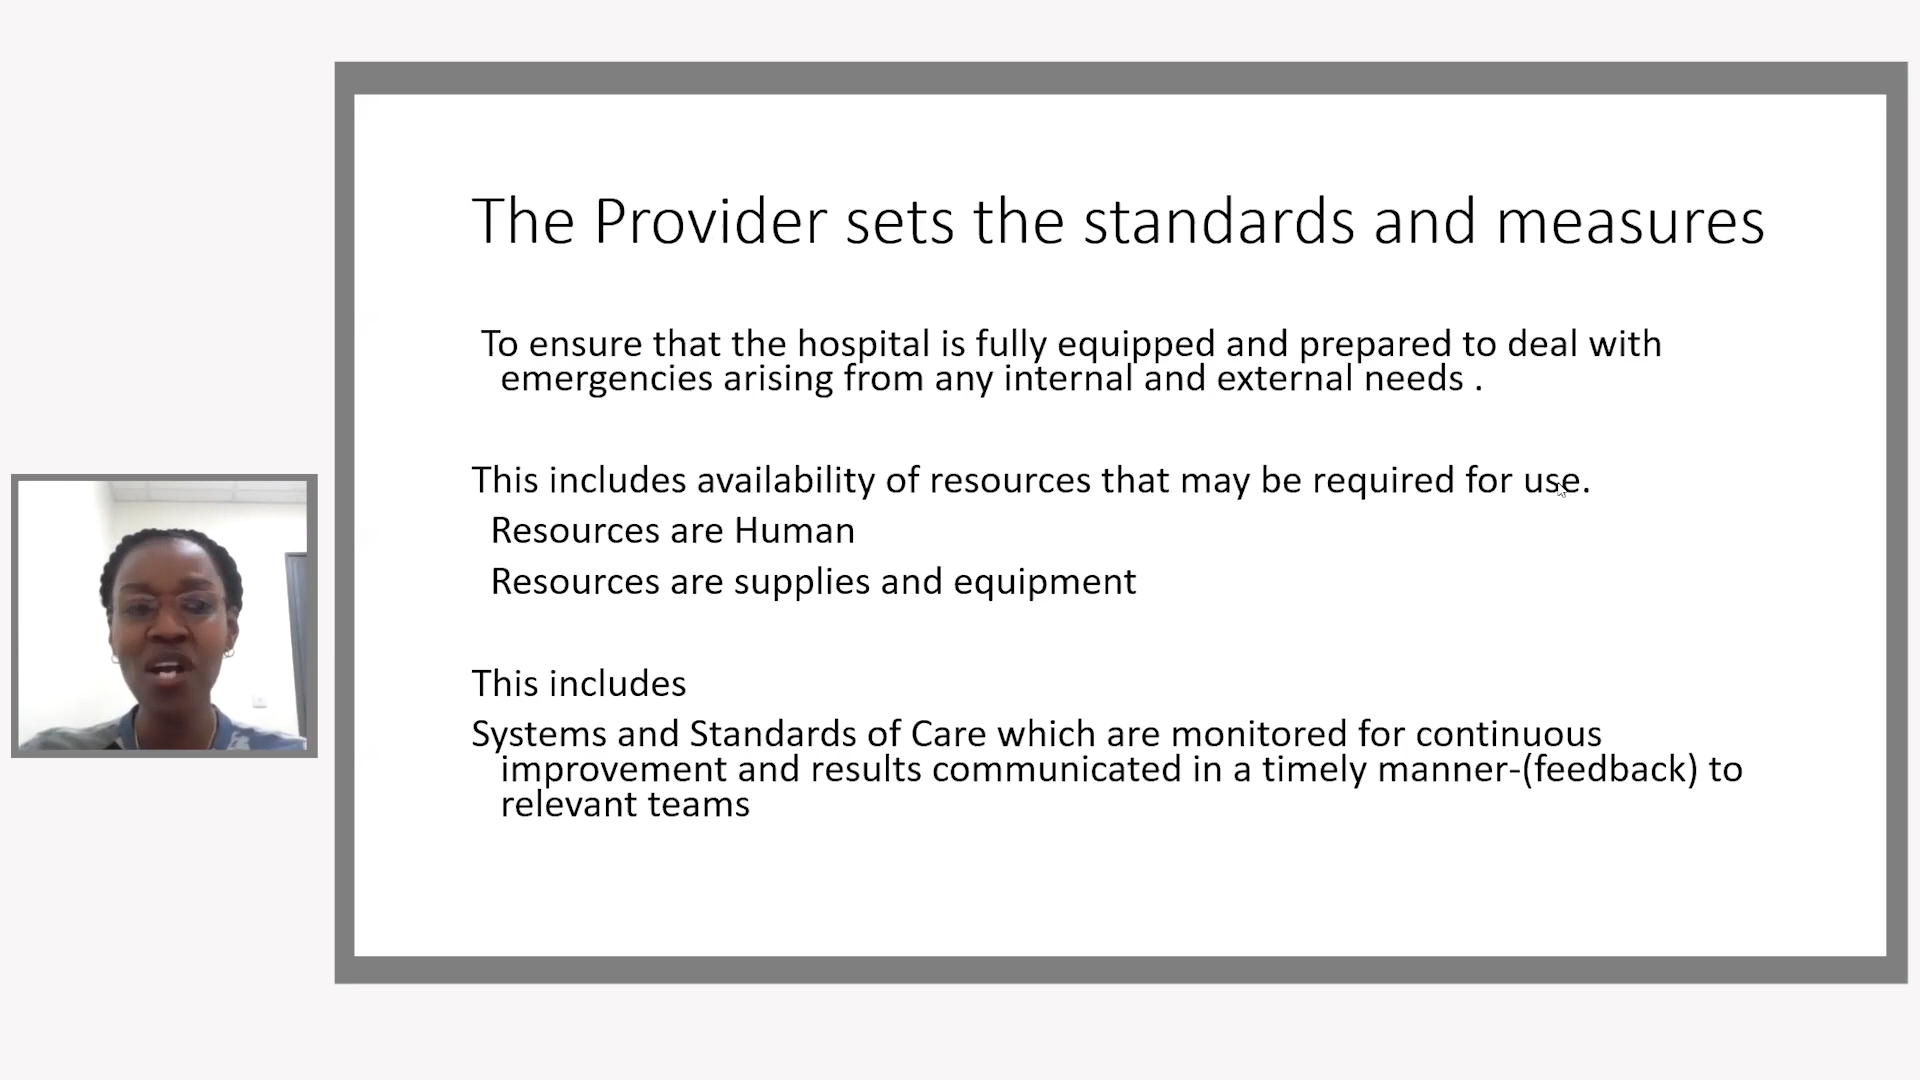 The Provider sets the standards and measures
To ensure that the hospital is fully equipped and prepared to deal with
emergencies arising from any internal and external needs .
This includes availability of resources that may be required for use.
Resources are Human
Resources are supplies and equipment
This includes
Systems and Standards of Care which are monitored for continuous
improvement and results communicated in a timely manner-(feedback) to
relevant teams